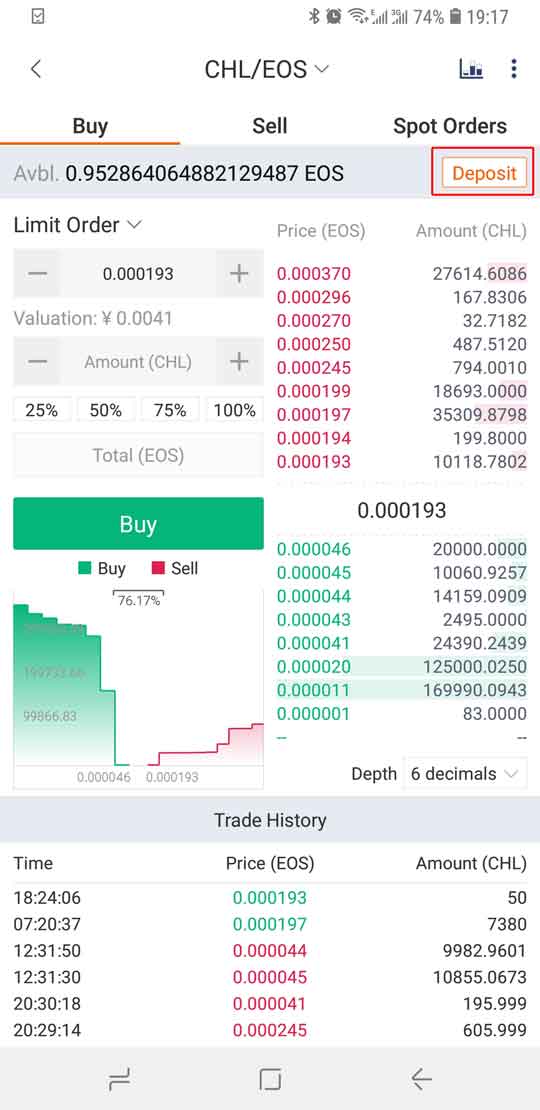 74% 19:17
CHL/EOS
Buy Sell Spot Orders
Avbl. 0.952864064882129487 EOS Deposit
Limit Order
0.000193
Valuation: ¥ 0.0041
Amount (CHL)
25% 50% 75% 100%
Total (EOS)
Buy
Buy Sell
76.17%
199733.66
99866.83
0.000046 0.000193
Price (EOS) Amount (CHL)
0.000370 27614.6086
0.000296 167.8306
0.000270 32.7182
0.000250 487.5120
0.000245 794.0010
0.000199 18693.0000
0.000197 35309.8798
0.000194 199.8000
0.000193 10118.7802
0.000193
0.000046 20000.0000
0.000045 10060.9257
0.000044 14159.0909
0.000043 2495.0000
0.000041 24390.2439
0.000020 125000.0250
0.000011 169990.0943
0.000001 83.0000
-- --
Depth 6 decimals
Trade History
Time Price (EOS) Amount (CHL)
18:24:06 0.000193 50
07:20:37 0.000197 7380
12:31:50 0.000044 9982.9601
12:31:30 0.000045 10855.0673
20:30:18 0.000041 195.999
20:29:14 0.000245 605.999